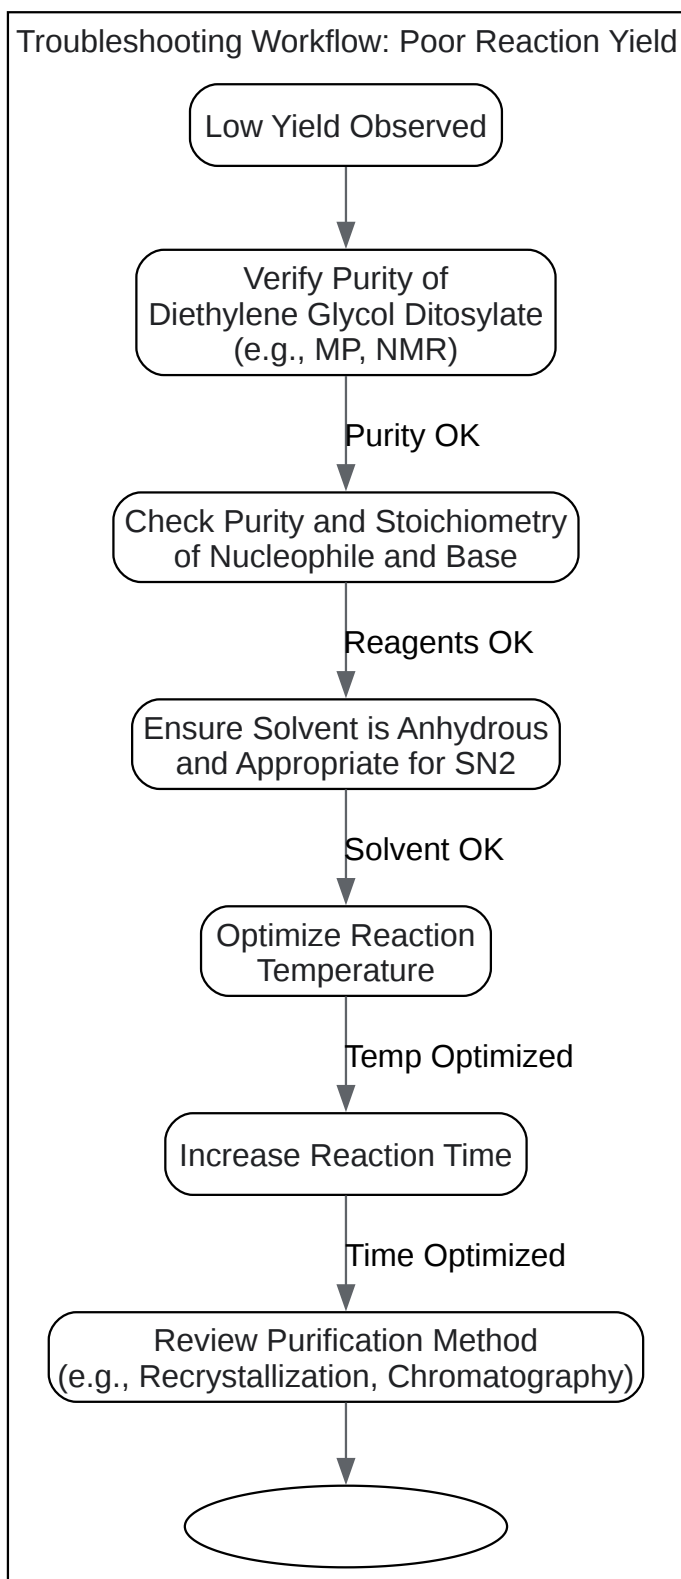 Troubleshooting Workflow: Poor Reaction Yield
Low Yield Observed
Verify Purity of
Diethylene Glycol Ditosylate
(e.g., MP, NMR)
Purity OK
Check Purity and Stoichiometry
of Nucleophile and Base
Reagents OK
Ensure Solvent is Anhydrous
and Appropriate for SN2
Solvent OK
Optimize Reaction
Temperature
Temp Optimized
Increase Reaction Time
Time Optimized
Review Purification Method
(e.g., Recrystallization, Chromatography)